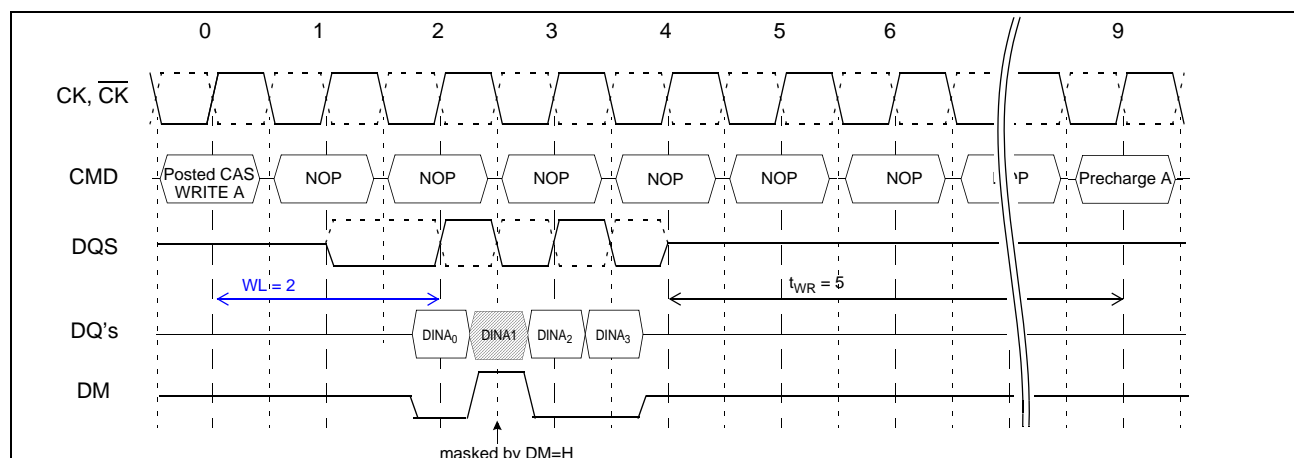 0 1 2 3 4 5 6 9
CK, CK
CMD
Posted CAS
WRITE A
NOP NOP NOP NOP NOP NOP Precharge A
DQS
WL = 2
tWR = 5
DQ's
DINA0 DINA1 DINA2 DINA3
DM
masked by DM=H